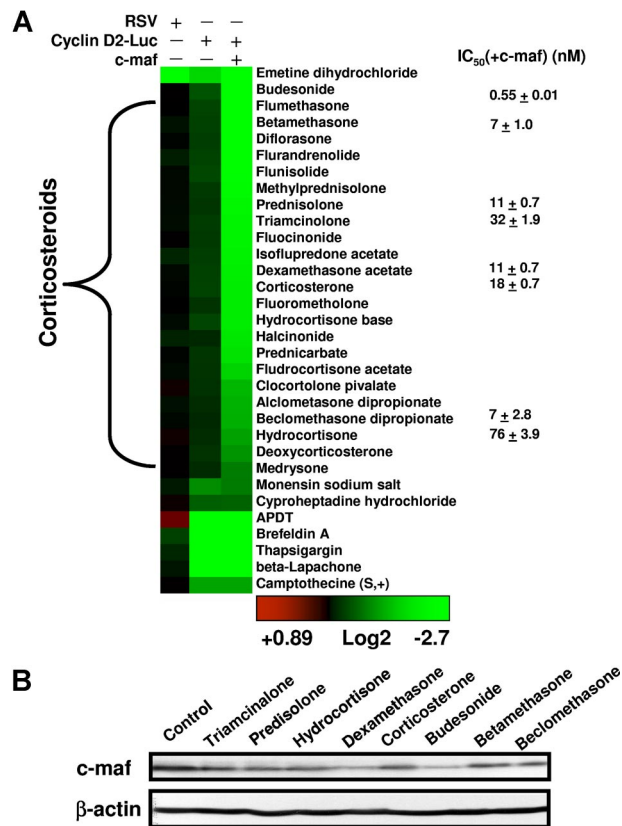 A
RSV + – –
Cyclin D2-Luc – + +
c-maf – – +
IC50(+c-maf) (nM)
Corticosteroids
Emetine dihydrochloride
Budesonide 0.55 ± 0.01
Flumethasone
Betamethasone 7 ± 1.0
Diflorasone
Flurandrenolide
Flunisolide
Methylprednisolone
Prednisolone 11 ± 0.7
Triamcinolone 32 ± 1.9
Fluocinonide
Isoflupredone acetate
Dexamethasone acetate 11 ± 0.7
Corticosterone 18 ± 0.7
Fluorometholone
Hydrocortisone base
Halcinonide
Prednicarbate
Fludrocortisone acetate
Clocortolone pivalate
Alclometasone dipropionate
Beclomethasone dipropionate 7 ± 2.8
Hydrocortisone 76 ± 3.9
Deoxycorticosterone
Medrysone
Monensin sodium salt
Cyproheptadine hydrochloride
APDT
Brefeldin A
Thapsigargin
beta-Lapachone
Camptothecine (S,+)
+0.89 Log2 -2.7
B
Control Triamcinalone Predisolone Hydrocortisone Dexamethasone Corticosterone Budesonide Betamethasone Beclomethasone
c-maf
β-actin